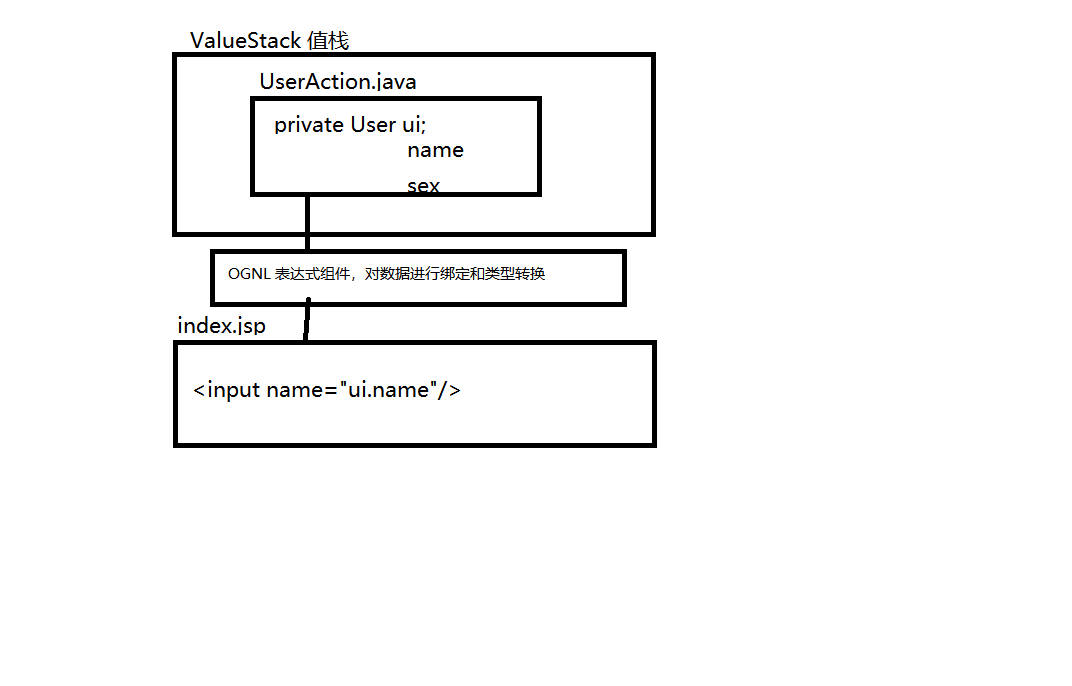 ValueStack 值栈
UserAction.java
private User ui;
name
sex
OGNL 表达式组件，对数据进行绑定和类型转换
index.jsp
<input name="ui.name"/>